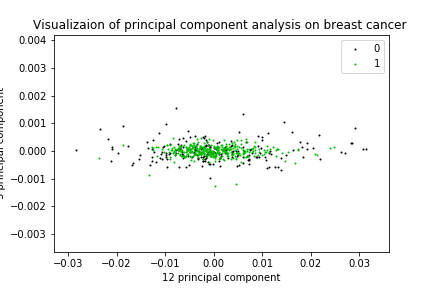 Visualizaion of principal component analysis on breast cancer
0.004
0.003
0.002
0.001
0.000
−0.001
−0.002
−0.003
0
1
principal component
−0.03 −0.02 −0.01 0.00 0.01 0.02 0.03
12 principal component